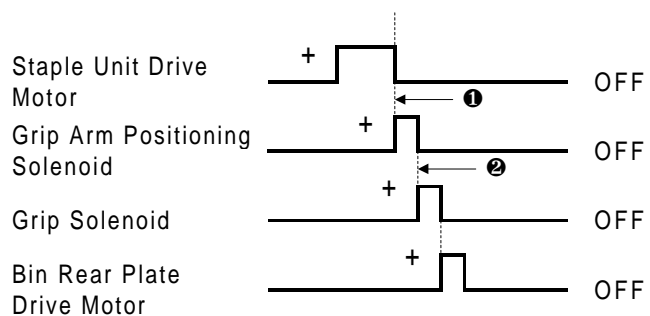 +
Staple Unit Drive
Motor
OFF
❶
+
Grip Arm Positioning
Solenoid
OFF
❷
+
Grip Solenoid
OFF
+
Bin Rear Plate
Drive Motor
OFF